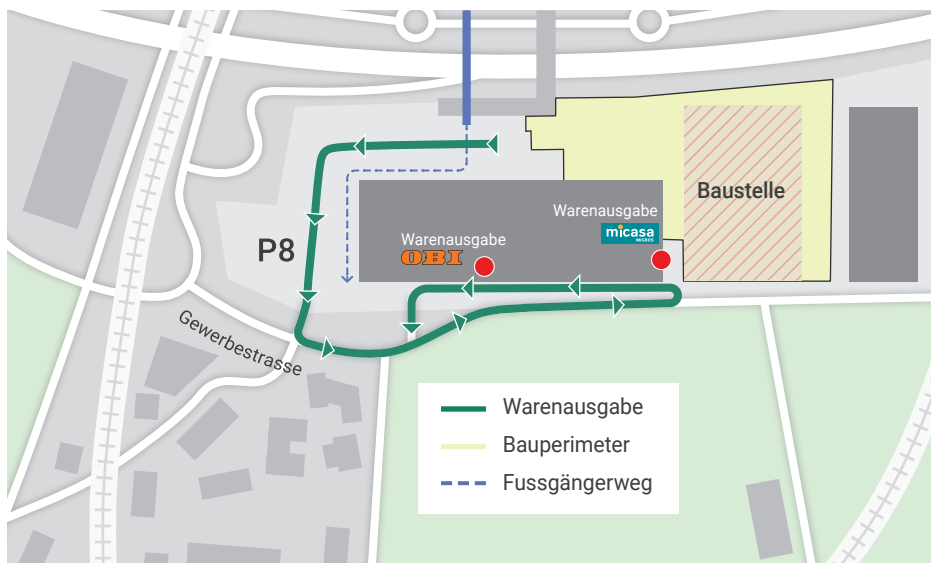 Baustelle
Warenausgabe
micasa
MIGROS
Warenausgabe
OBI
P8
Gewerbestrasse
Warenausgabe
Bauperimeter
Fussgängerweg